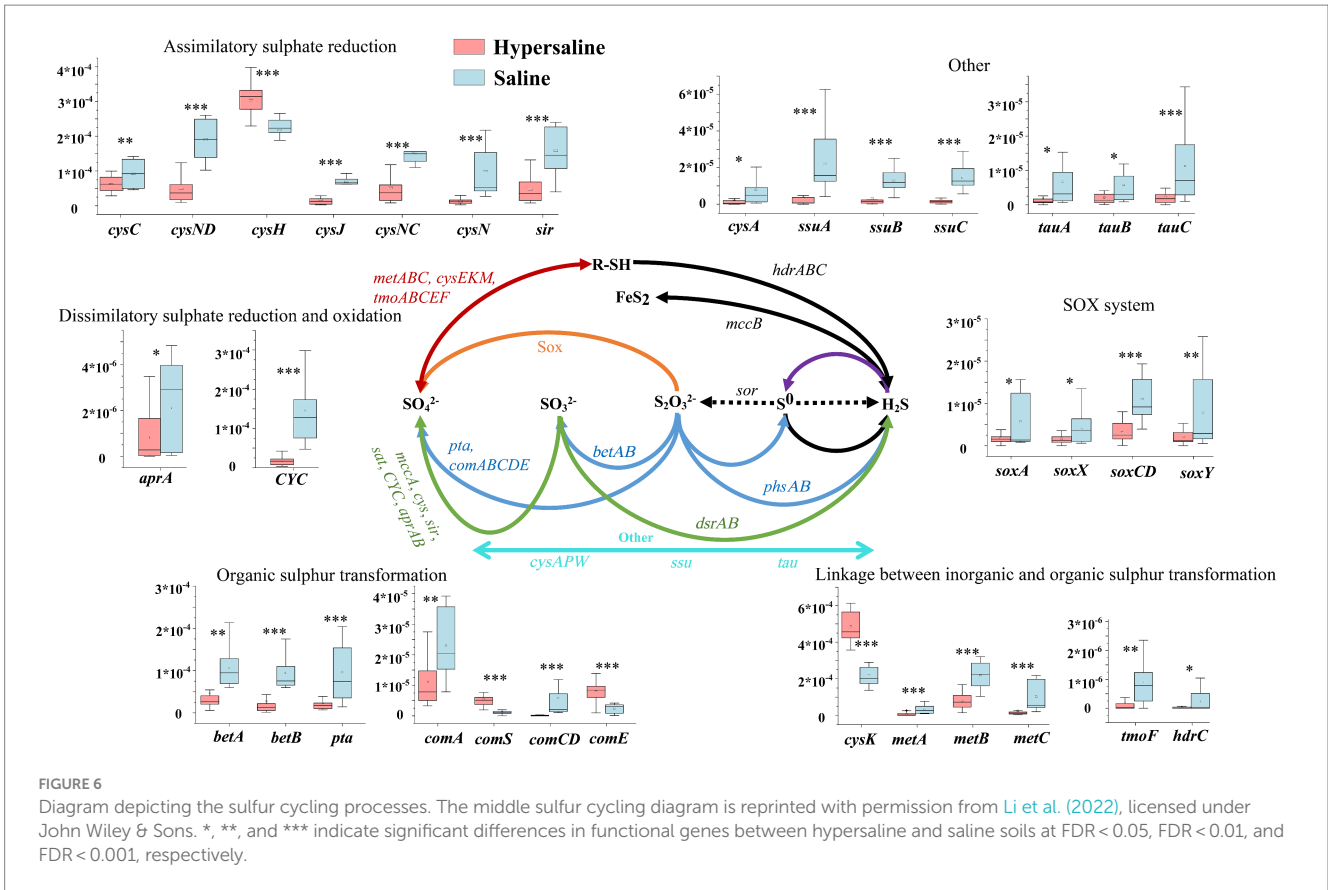 Assimilatory sulphate reduction
4*10-4
3*10-4
2*10-4
1*10-4
0
** *** *** *** *** *** ***
cysC cysND cysH cysJ cysNC cysN sir
Hypersaline
Saline
Other
6*10-5
4*10-5
2*10-5
0
* *** *** ***
cysA ssuA ssuB ssuC
3*10-5
2*10-5
1*10-5
0
* * ***
tauA tauB tauC
Dissimilatory sulphate reduction and oxidation
4*10-6
2*10-6
0
*
aprA
3*10-4
2*10-4
1*10-4
0
***
CYC
metABC, cysEKM,
tmoABCEF
R-SH
hdrABC
FeS2
mccB
Sox
sor
SO42- SO32- S2O32- S0 H2S
pta,
comABCDE
betAB
phsAB
mccA, cys, sir,
sat, CYC, aprAB
dsrAB
Other
cysAPW ssu tau
SOX system
3*10-5
2*10-5
1*10-5
0
* * *** **
soxA soxX soxCD soxY
Organic sulphur transformation
3*10-4
2*10-4
1*10-4
0
** *** ***
betA betB pta
4*10-5
3*10-5
2*10-5
1*10-5
0
** *** *** ***
comA comS comCD comE
Linkage between inorganic and organic sulphur transformation
6*10-4
4*10-4
2*10-4
0
*** *** *** ***
cysK metA metB metC
3*10-6
2*10-6
1*10-6
0
** *
tmoF hdrC
FIGURE 6
Diagram depicting the sulfur cycling processes. The middle sulfur cycling diagram is reprinted with permission from Li et al. (2022), licensed under
John Wiley & Sons. *, **, and *** indicate significant differences in functional genes between hypersaline and saline soils at FDR < 0.05, FDR < 0.01, and
FDR < 0.001, respectively.